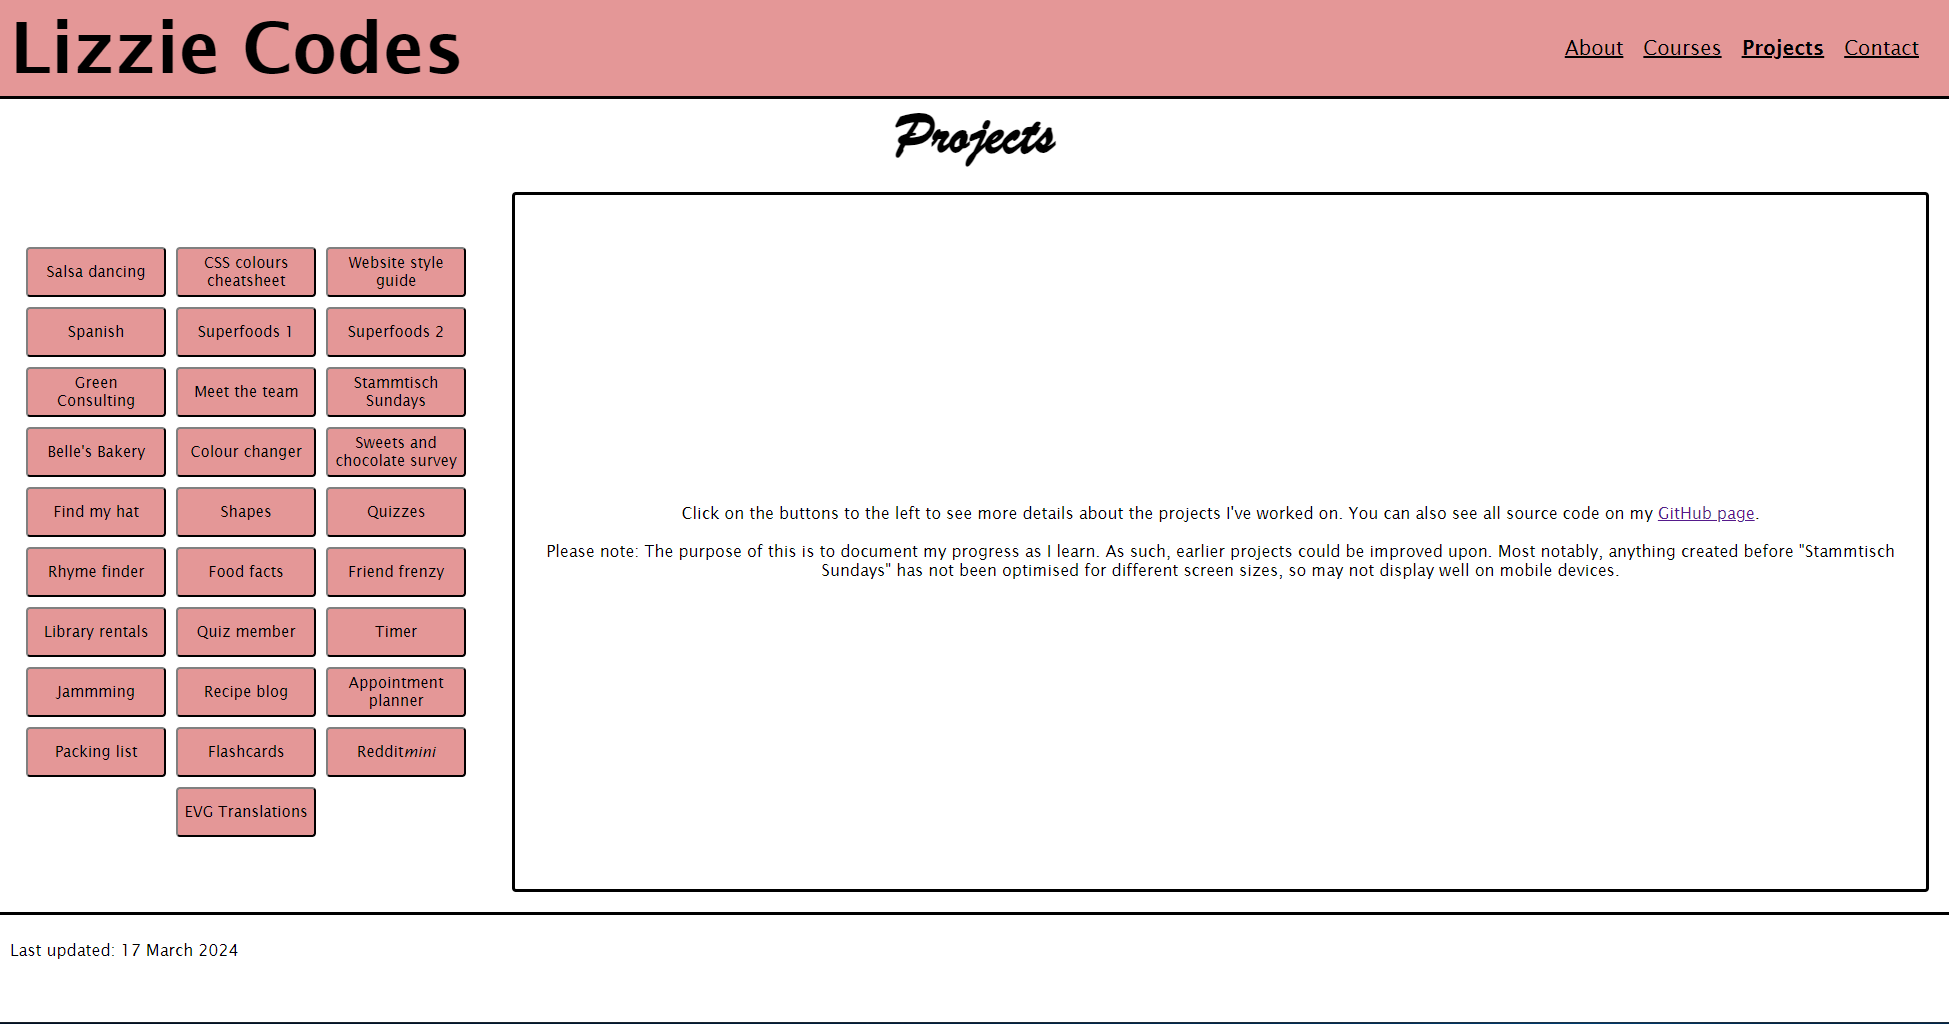 Lizzie Codes
About Courses Projects Contact
Projects
Salsa dancing
CSS colours
cheatsheet
Website style
guide
Spanish
Superfoods 1
Superfoods 2
Green
Consulting
Meet the team
Stammtisch
Sundays
Belle's Bakery
Colour changer
Sweets and
chocolate survey
Find my hat
Shapes
Quizzes
Rhyme finder
Food facts
Friend frenzy
Library rentals
Quiz member
Timer
Jammming
Recipe blog
Appointment
planner
Packing list
Flashcards
Redditmini
EVG Translations
Click on the buttons to the left to see more details about the projects I've worked on. You can also see all source code on my GitHub page.
Please note: The purpose of this is to document my progress as I learn. As such, earlier projects could be improved upon. Most notably, anything created before "Stammtisch
Sundays" has not been optimised for different screen sizes, so may not display well on mobile devices.
Last updated: 17 March 2024